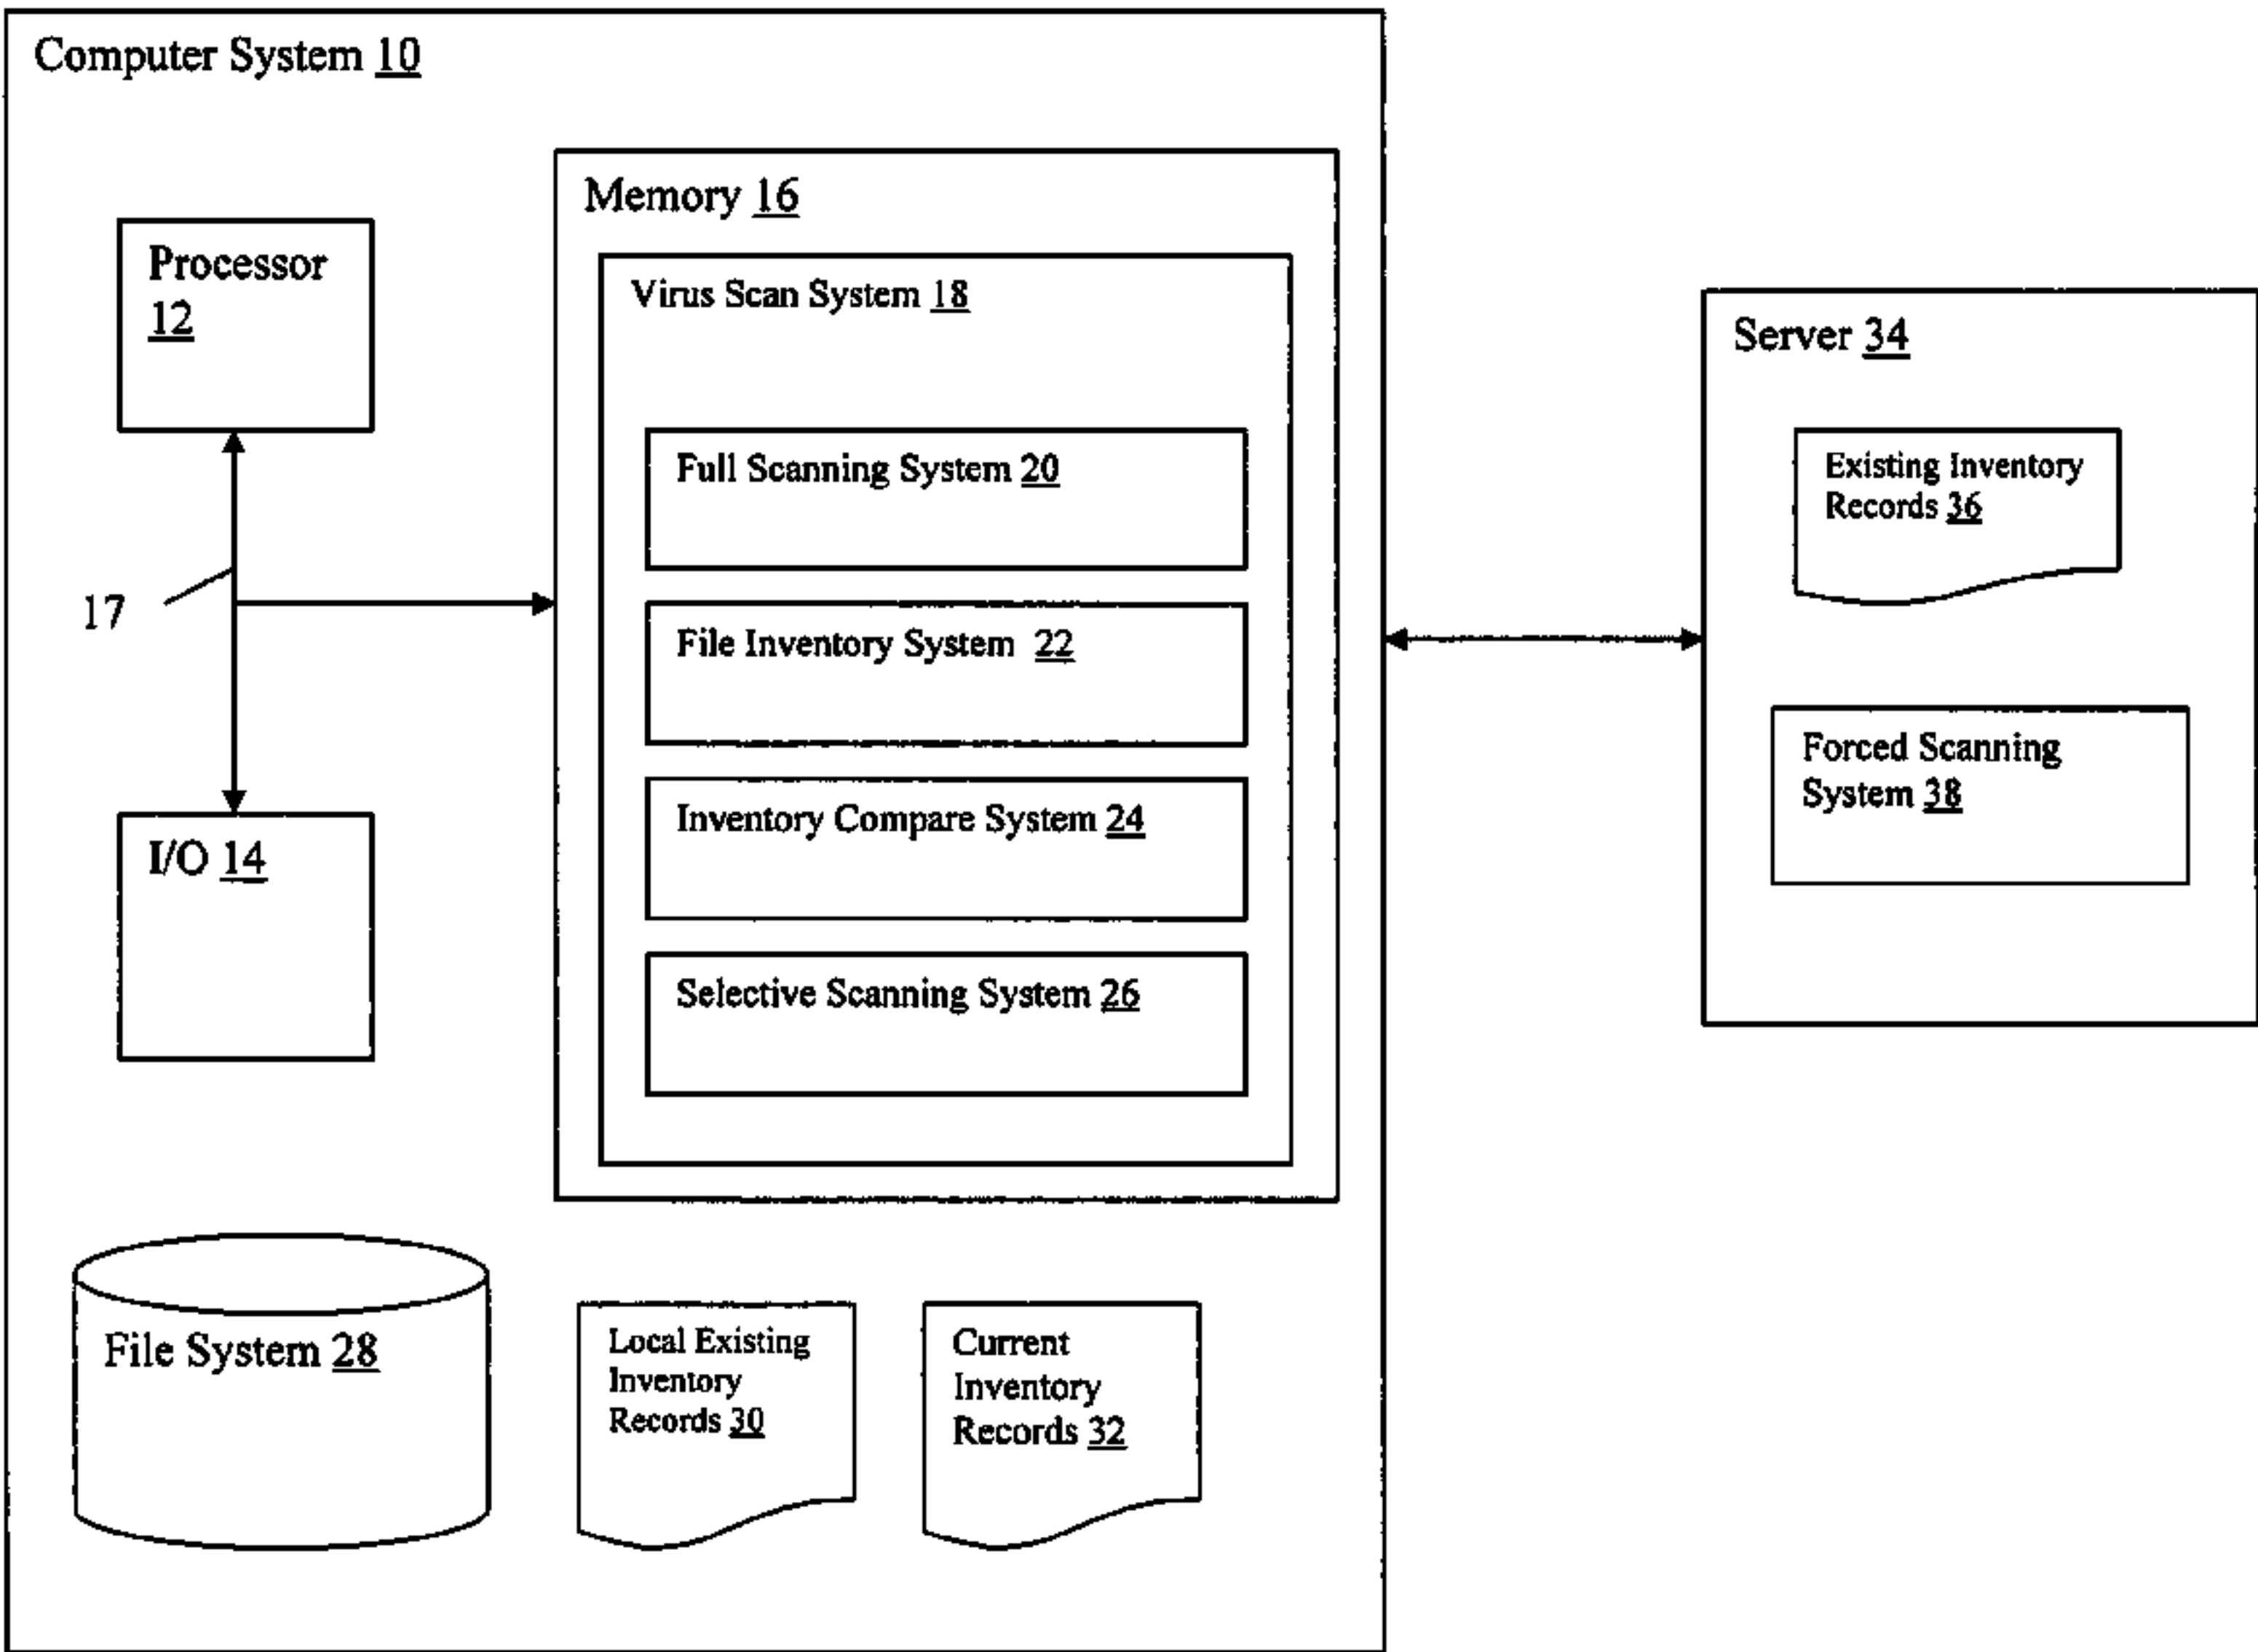 Computer System 10
Processor
12
17
I/O 14
Memory 16
Virus Scan System 18
Full Scanning System 20
File Inventory System 22
Inventory Compare System 24
Selective Scanning System 26
File System 28
Local Existing
Inventory
Records 30
Current
Inventory
Records 32
Server 34
Existing Inventory
Records 36
Forced Scanning
System 38